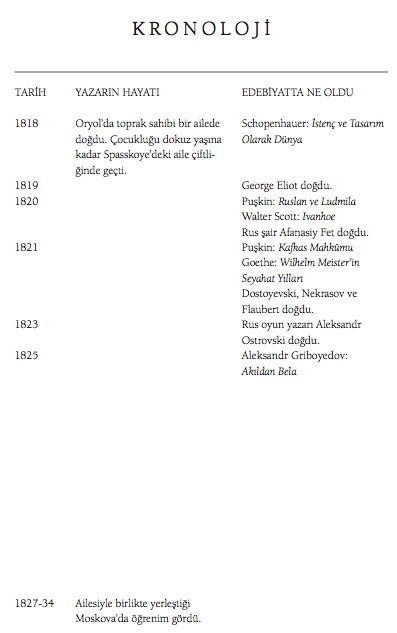 KRONOLOJİ
TARİH YAZARIN HAYATI EDEBİYATTA NE OLDU
1818 Oryol'da toprak sahibi bir ailede Schopenhauer: İstenç ve Tasarım
doğdu. Çocukluğu dokuz yaşına Olarak Dünya
kadar Spasskoye'deki aile çiftli-
ğinde geçti.
1819 George Eliot doğdu.
1820 Puşkin: Ruslan ve Ludmila
Walter Scott: Ivanhoe
Rus şair Afanasiy Fet doğdu.
1821 Puşkin: Kafkas Mahkûmu
Goethe: Wilhelm Meister'in
Seyahat Yılları
Dostoyevski, Nekrasov ve
Flaubert doğdu.
1823 Rus oyun yazarı Aleksandr
Ostrovski doğdu.
1825 Aleksandr Griboyedov:
Akıldan Bela
1827-34 Ailesiyle birlikte yerleştiği
Moskova'da öğrenim gördü.